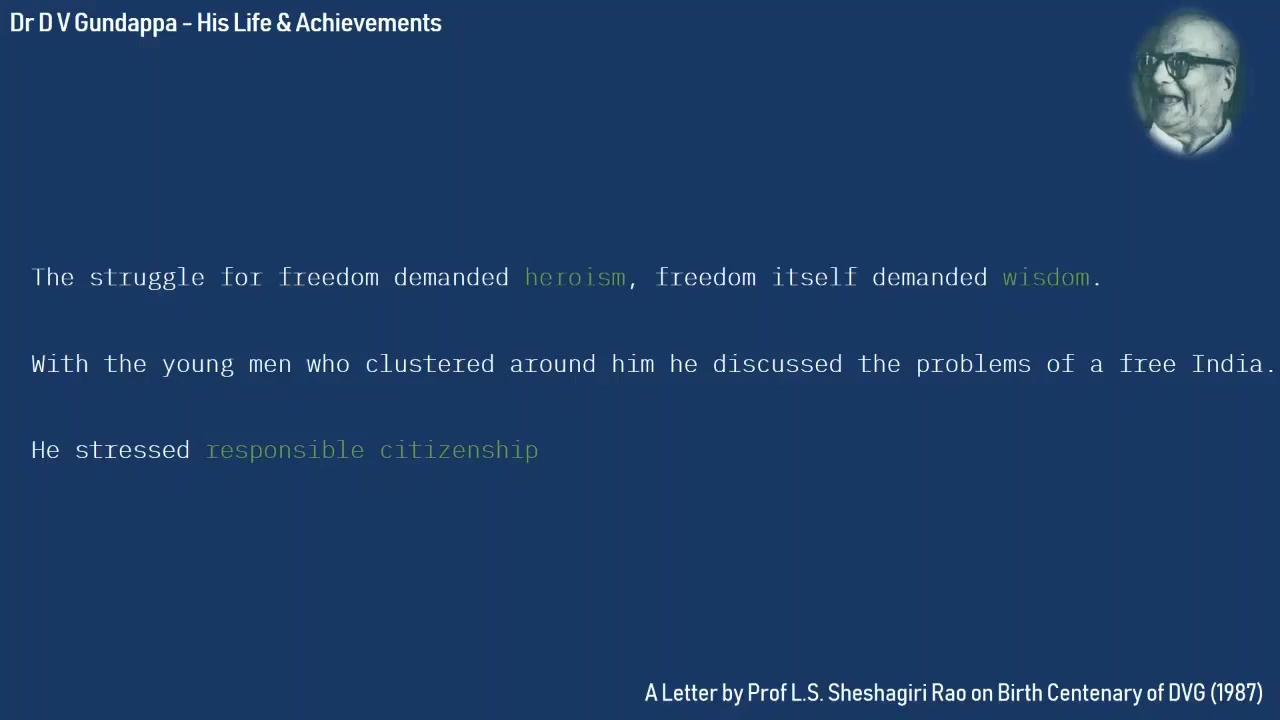 Dr D V Gundappa - His Life & Achievements
The struggle for freedom demanded heroism, freedom itself demanded wisdom.
With the young men who clustered around him he discussed the problems of a free India.
He stressed responsible citizenship
A Letter by Prof L.S. Sheshagiri Rao on Birth Centenary of DVG (1987)